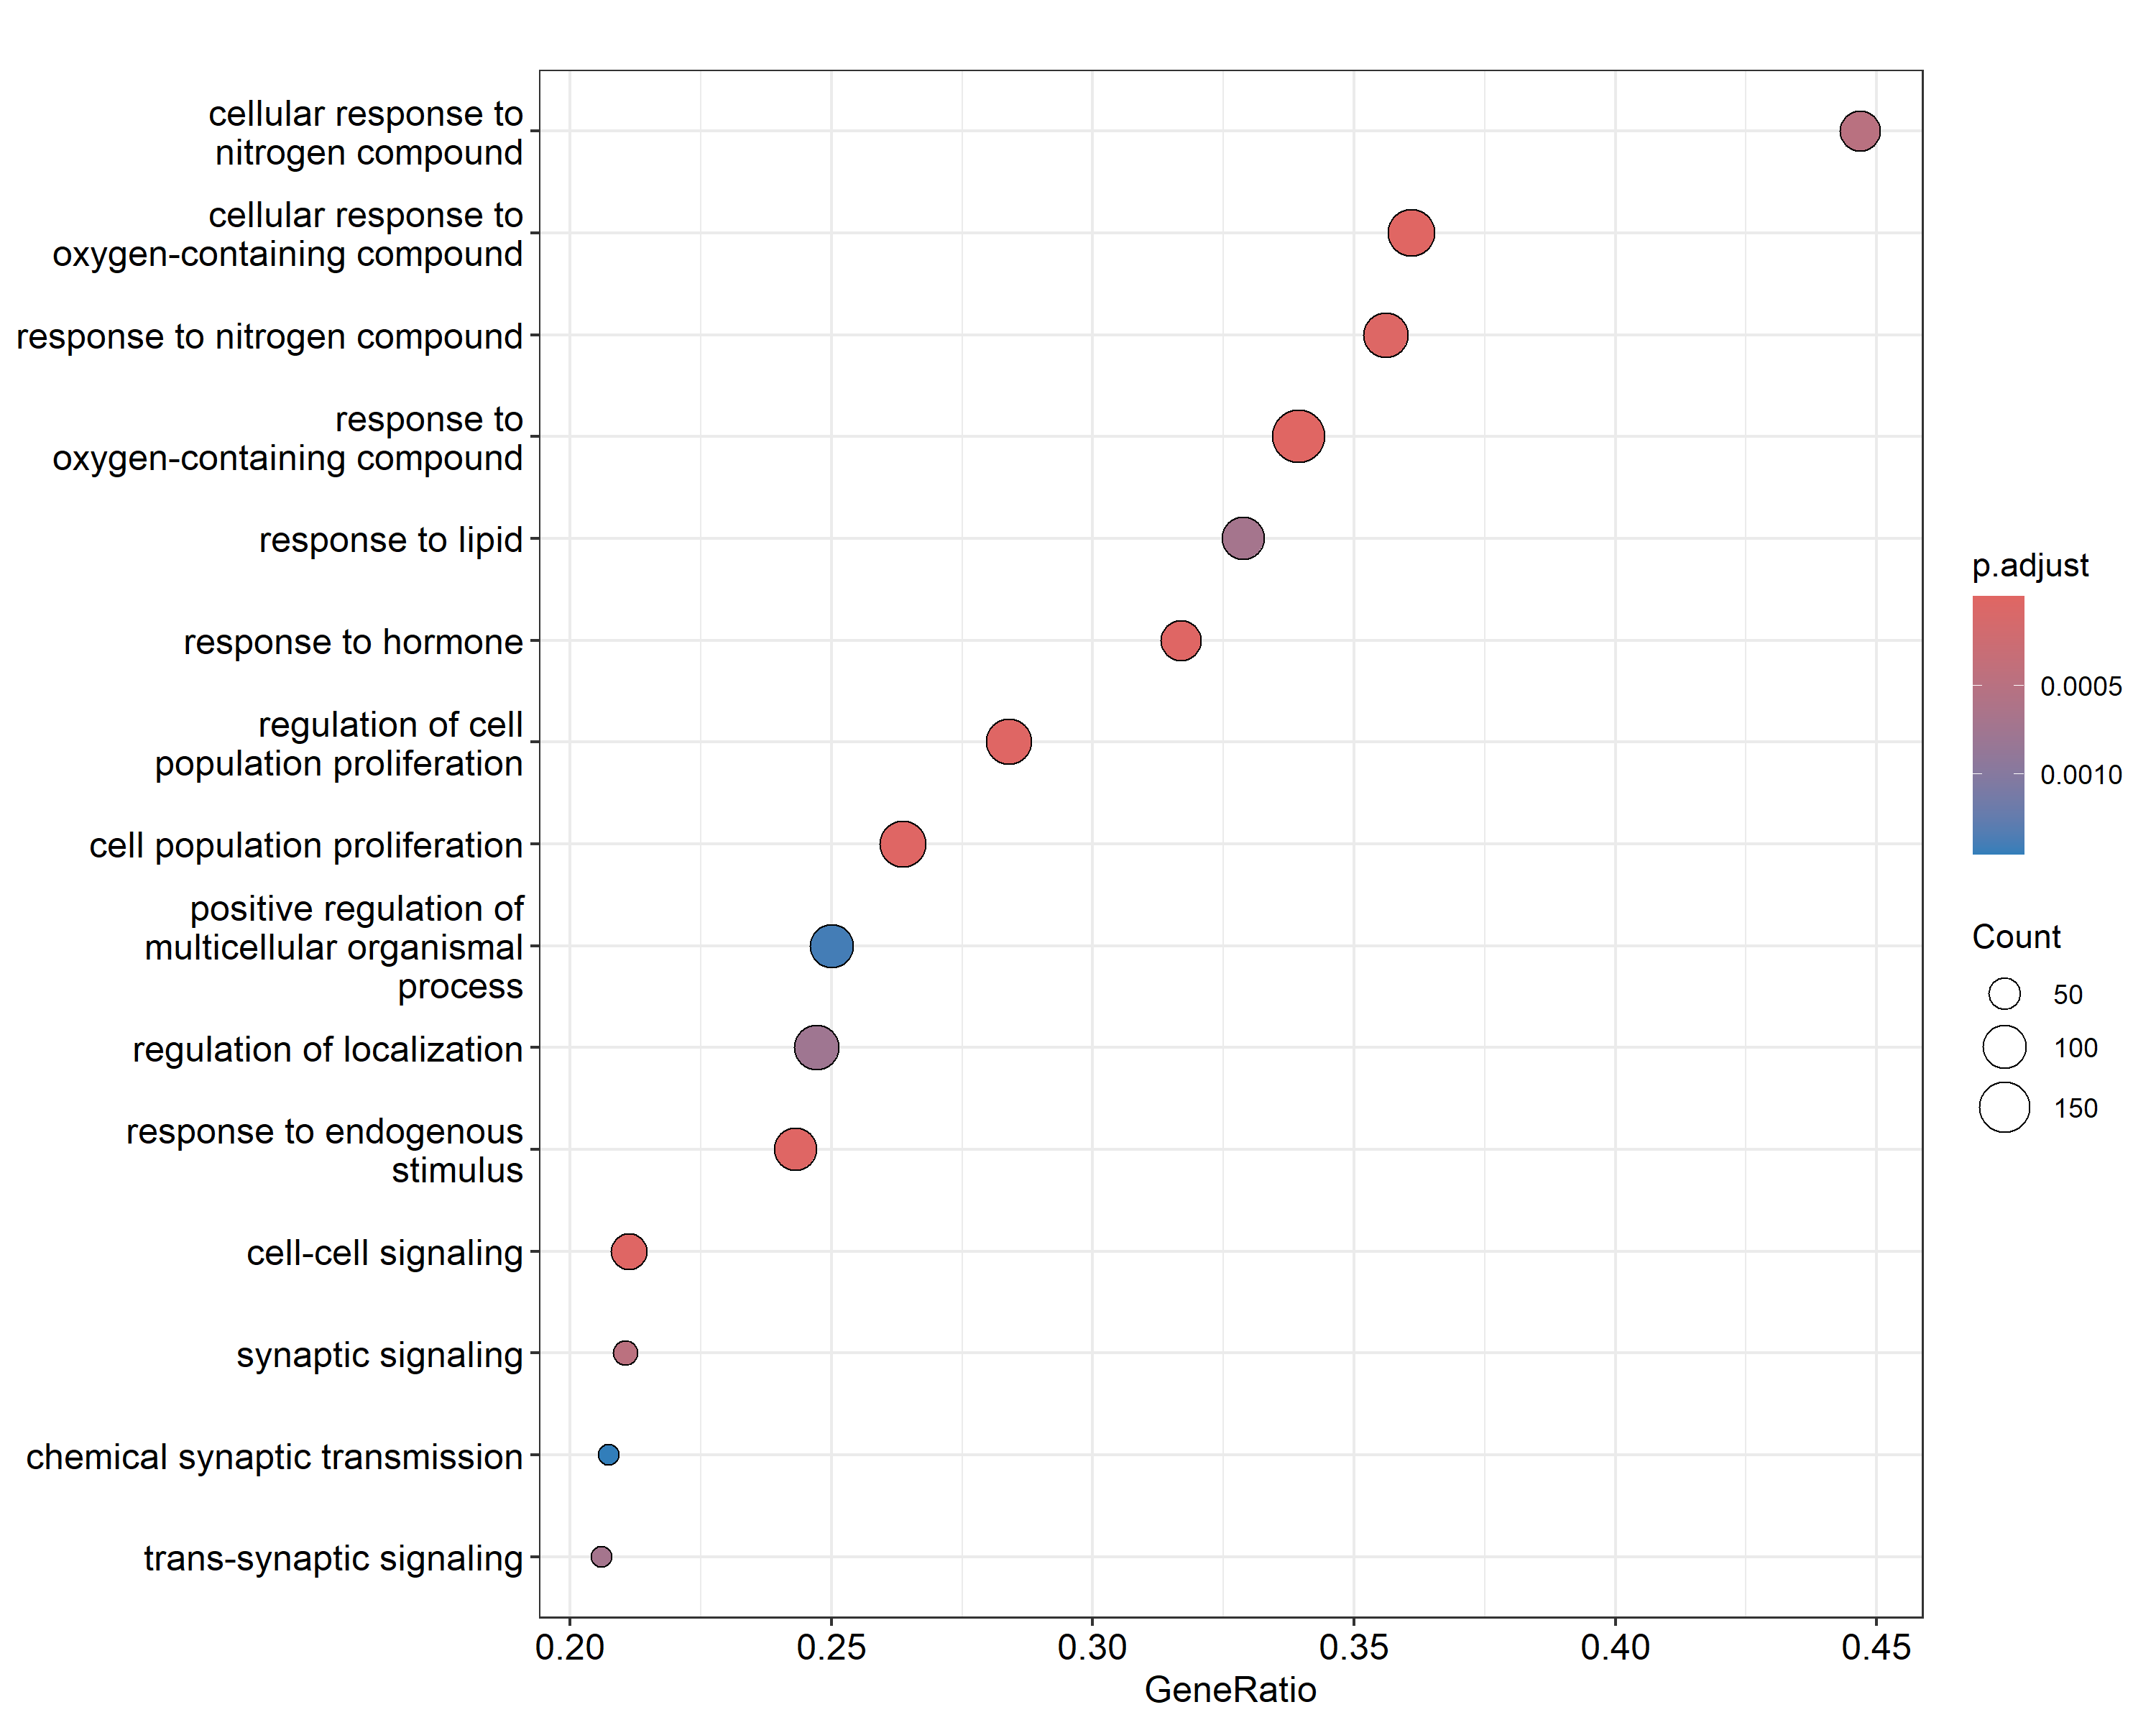 cellular response to
nitrogen compound
cellular response to
oxygen-containing compound
response to nitrogen compound
response to
oxygen-containing compound
response to lipid
response to hormone
regulation of cell
population proliferation
cell population proliferation
positive regulation of
multicellular organismal
process
regulation of localization
response to endogenous
stimulus
cell-cell signaling
synaptic signaling
chemical synaptic transmission
trans-synaptic signaling
0.20 0.25 0.30 0.35 0.40 0.45
GeneRatio
p.adjust
0.0005
0.0010
Count
50
100
150